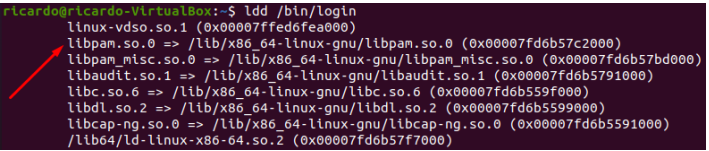 ricardo@ricardo-VirtualBox:~$ ldd /bin/login
linux-vdso.so.1 (0x00007ffed6fea000)
libpam.so.0 => /lib/x86_64-linux-gnu/libpam.so.0 (0x00007fd6b57c2000)
libpam_misc.so.0 => /lib/x86_64-linux-gnu/libpam_misc.so.0 (0x00007fd6b57bd000)
libaudit.so.1 => /lib/x86_64-linux-gnu/libaudit.so.1 (0x00007fd6b5791000)
libc.so.6 => /lib/x86_64-linux-gnu/libc.so.6 (0x00007fd6b559f000)
libdl.so.2 => /lib/x86_64-linux-gnu/libdl.so.2 (0x00007fd6b5599000)
libcap-ng.so.0 => /lib/x86_64-linux-gnu/libcap-ng.so.0 (0x00007fd6b5591000)
/lib64/ld-linux-x86-64.so.2 (0x00007fd6b57f7000)